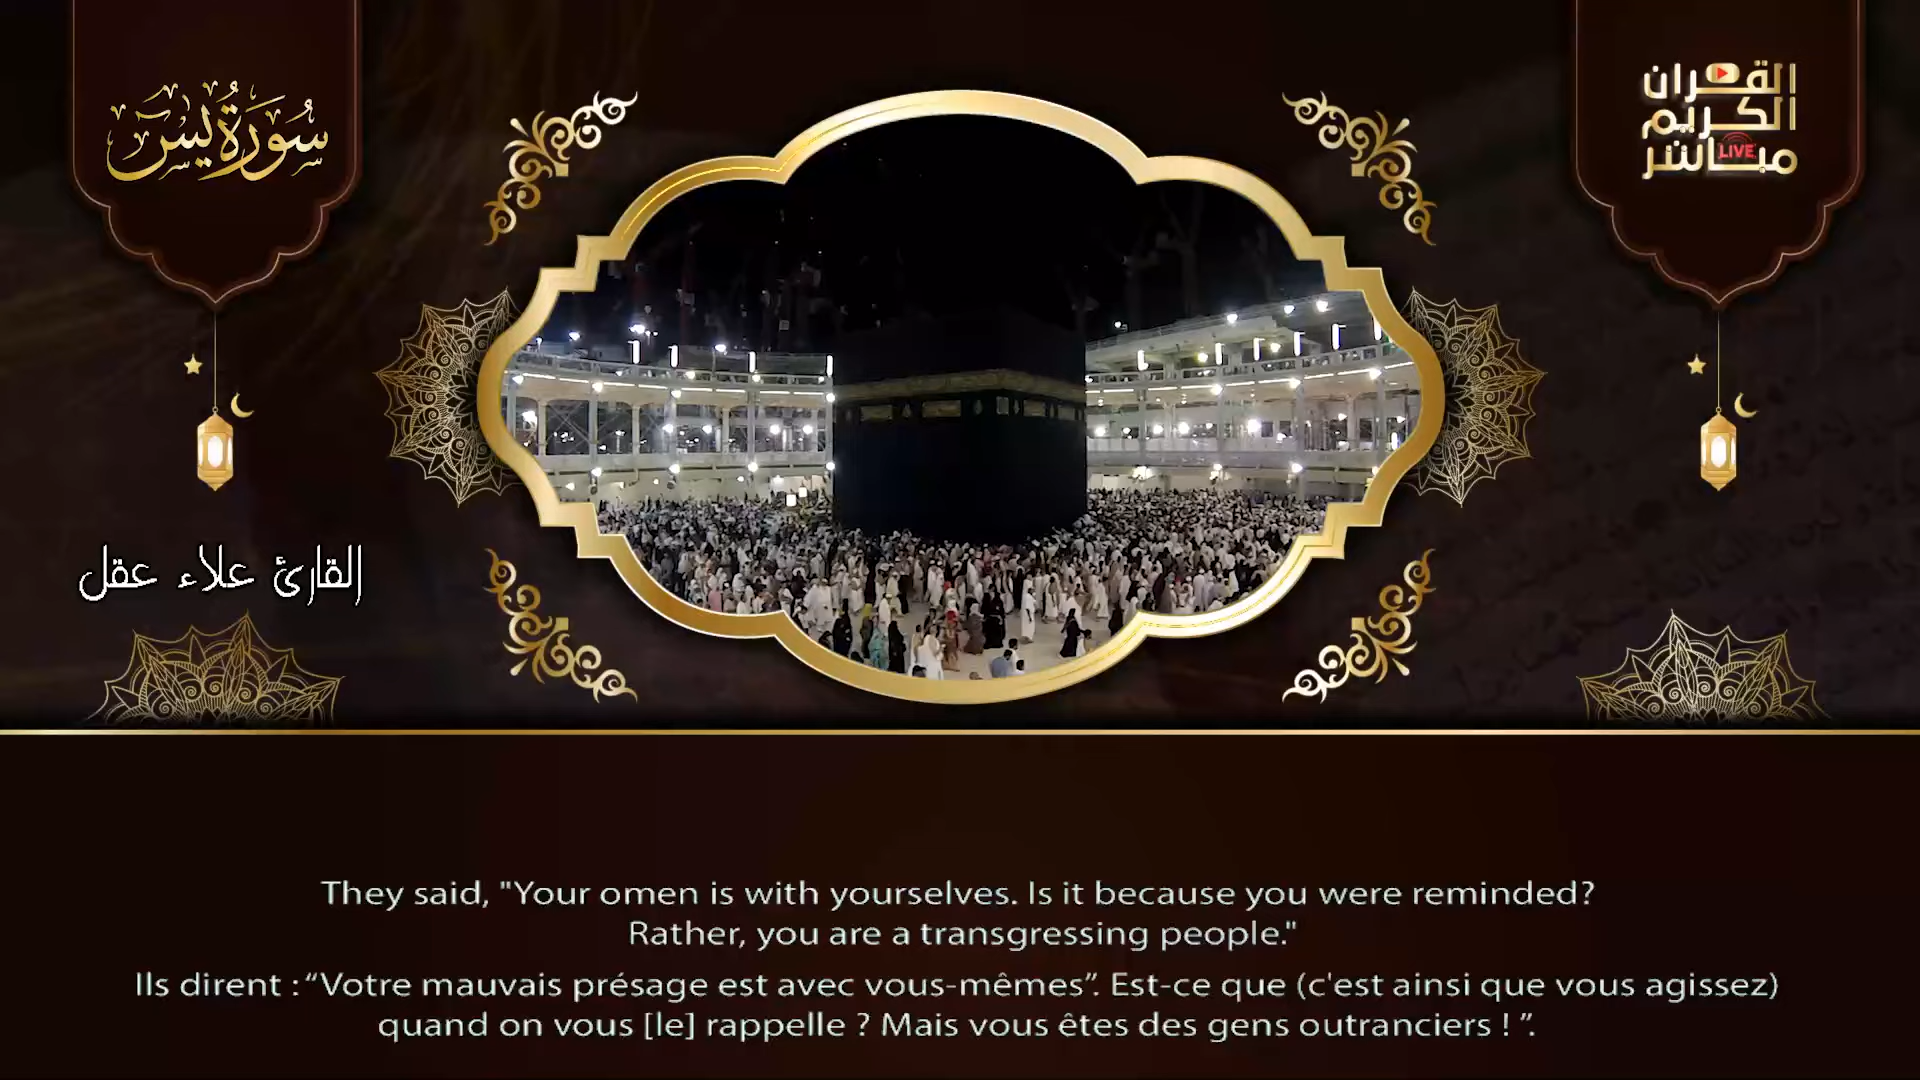 سُورَةُ يسٓ
القران
الكريم
مباشر
LIVE
القارئ علاء عقل
They said, "Your omen is with yourselves. Is it because you were reminded?
Rather, you are a transgressing people."
Ils dirent : “Votre mauvais présage est avec vous-mêmes”. Est-ce que (c'est ainsi que vous agissez)
quand on vous [le] rappelle ? Mais vous êtes des gens outranciers ! ”.